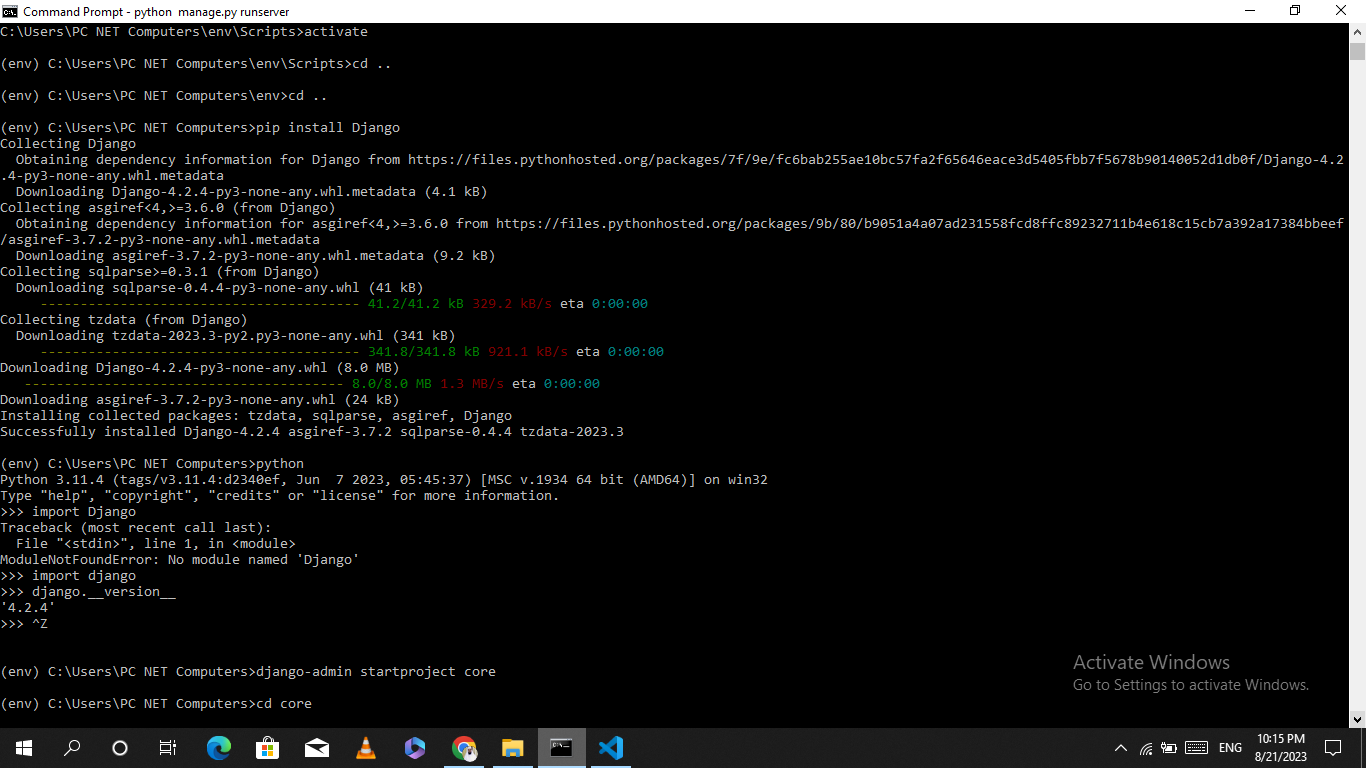 Command Prompt - python  manage.py runserver
C:\Users\PC NET Computers\env\Scripts>activate
(env) C:\Users\PC NET Computers\env\Scripts>cd ..
(env) C:\Users\PC NET Computers\env>cd ..
(env) C:\Users\PC NET Computers>pip install Django
Collecting Django
  Obtaining dependency information for Django from https://files.pythonhosted.org/packages/7f/9e/fc6bab255ae10bc57fa2f65646eace3d5405fbb7f5678b90140052d1db0f/Django-4.2
.4-py3-none-any.whl.metadata
  Downloading Django-4.2.4-py3-none-any.whl.metadata (4.1 kB)
Collecting asgiref<4,>=3.6.0 (from Django)
  Obtaining dependency information for asgiref<4,>=3.6.0 from https://files.pythonhosted.org/packages/9b/80/b9051a4a07ad231558fcd8ffc89232711b4e618c15cb7a392a17384bbeef
/asgiref-3.7.2-py3-none-any.whl.metadata
  Downloading asgiref-3.7.2-py3-none-any.whl.metadata (9.2 kB)
Collecting sqlparse>=0.3.1 (from Django)
  Downloading sqlparse-0.4.4-py3-none-any.whl (41 kB)
     ---------------------------------------- 41.2/41.2 kB 329.2 kB/s eta 0:00:00
Collecting tzdata (from Django)
  Downloading tzdata-2023.3-py2.py3-none-any.whl (341 kB)
     ---------------------------------------- 341.8/341.8 kB 921.1 kB/s eta 0:00:00
Downloading Django-4.2.4-py3-none-any.whl (8.0 MB)
   ---------------------------------------- 8.0/8.0 MB 1.3 MB/s eta 0:00:00
Downloading asgiref-3.7.2-py3-none-any.whl (24 kB)
Installing collected packages: tzdata, sqlparse, asgiref, Django
Successfully installed Django-4.2.4 asgiref-3.7.2 sqlparse-0.4.4 tzdata-2023.3
(env) C:\Users\PC NET Computers>python
Python 3.11.4 (tags/v3.11.4:d2340ef, Jun  7 2023, 05:45:37) [MSC v.1934 64 bit (AMD64)] on win32
Type "help", "copyright", "credits" or "license" for more information.
>>> import Django
Traceback (most recent call last):
  File "<stdin>", line 1, in <module>
ModuleNotFoundError: No module named 'Django'
>>> import django
>>> django.__version__
'4.2.4'
>>> ^Z
(env) C:\Users\PC NET Computers>django-admin startproject core
(env) C:\Users\PC NET Computers>cd core
Activate Windows
Go to Settings to activate Windows.
ENG
10:15 PM
8/21/2023